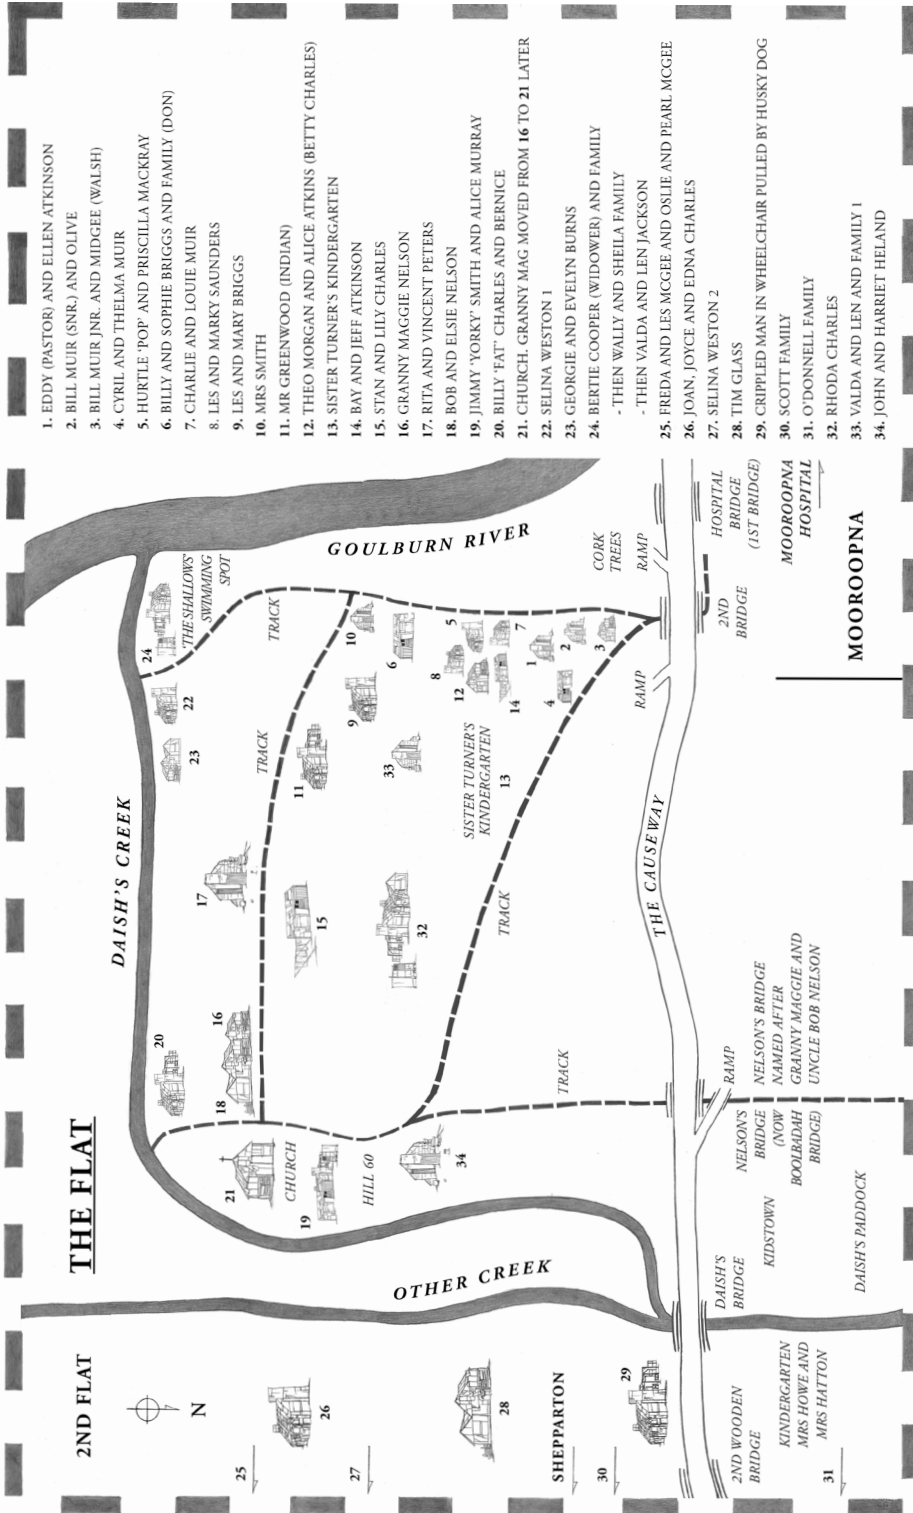 THE FLAT
2ND FLAT
N
DAISH'S CREEK
OTHER CREEK
GOULBURN RIVER
'THE SHALLOWS'
SWIMMING
SPOT
TRACK
TRACK
TRACK
TRACK
CHURCH
HILL 60
SISTER TURNER'S
KINDERGARTEN
CORK
TREES
RAMP
RAMP
RAMP
THE CAUSEWAY
SHEPPARTON
MOOROOPNA
MOOROOPNA
HOSPITAL
HOSPITAL
BRIDGE
(1ST BRIDGE)
2ND
BRIDGE
NELSON'S BRIDGE
NAMED AFTER
GRANNY MAGGIE AND
UNCLE BOB NELSON
NELSON'S
BRIDGE
(NOW
BOOLBADAH
BRIDGE)
KIDSTOWN
DAISH'S
BRIDGE
DAISH'S PADDOCK
2ND WOODEN
BRIDGE
KINDERGARTEN
MRS HOWE AND
MRS HATTON
25
26
27
28
29
30
31
20
21
19
18
16
34
17
15
32
23
22
24
11
9
33
13
10
6
8
5
12
7
14
1
2
3
4
1. EDDY (PASTOR) AND ELLEN ATKINSON
2. BILL MUIR (SNR.) AND OLIVE
3. BILL MUIR JNR. AND MIDGEE (WALSH)
4. CYRIL AND THELMA MUIR
5. HURTLE 'POP' AND PRISCILLA MACKRAY
6. BILLY AND SOPHIE BRIGGS AND FAMILY (DON)
7. CHARLIE AND LOUIE MUIR
8. LES AND MARKY SAUNDERS
9. LES AND MARY BRIGGS
10. MRS SMITH
11. MR GREENWOOD (INDIAN)
12. THEO MORGAN AND ALICE ATKINS (BETTY CHARLES)
13. SISTER TURNER'S KINDERGARTEN
14. BAY AND JEFF ATKINSON
15. STAN AND LILY CHARLES
16. GRANNY MAGGIE NELSON
17. RITA AND VINCENT PETERS
18. BOB AND ELSIE NELSON
19. JIMMY 'YORKY' SMITH AND ALICE MURRAY
20. BILLY 'FAT' CHARLES AND BERNICE
21. CHURCH. GRANNY MAG MOVED FROM 16 TO 21 LATER
22. SELINA WESTON 1
23. GEORGIE AND EVELYN BURNS
24. BERTIE COOPER (WIDOWER) AND FAMILY
- THEN WALLY AND SHEILA FAMILY
- THEN VALDA AND LEN JACKSON
25. FREDA AND LES MCGEE AND OSLIE AND PEARL MCGEE
26. JOAN, JOYCE AND EDNA CHARLES
27. SELINA WESTON 2
28. TIM GLASS
29. CRIPPLED MAN IN WHEELCHAIR PULLED BY HUSKY DOG
30. SCOTT FAMILY
31. O'DONNELL FAMILY
32. RHODA CHARLES
33. VALDA AND LEN AND FAMILY 1
34. JOHN AND HARRIET HELAND